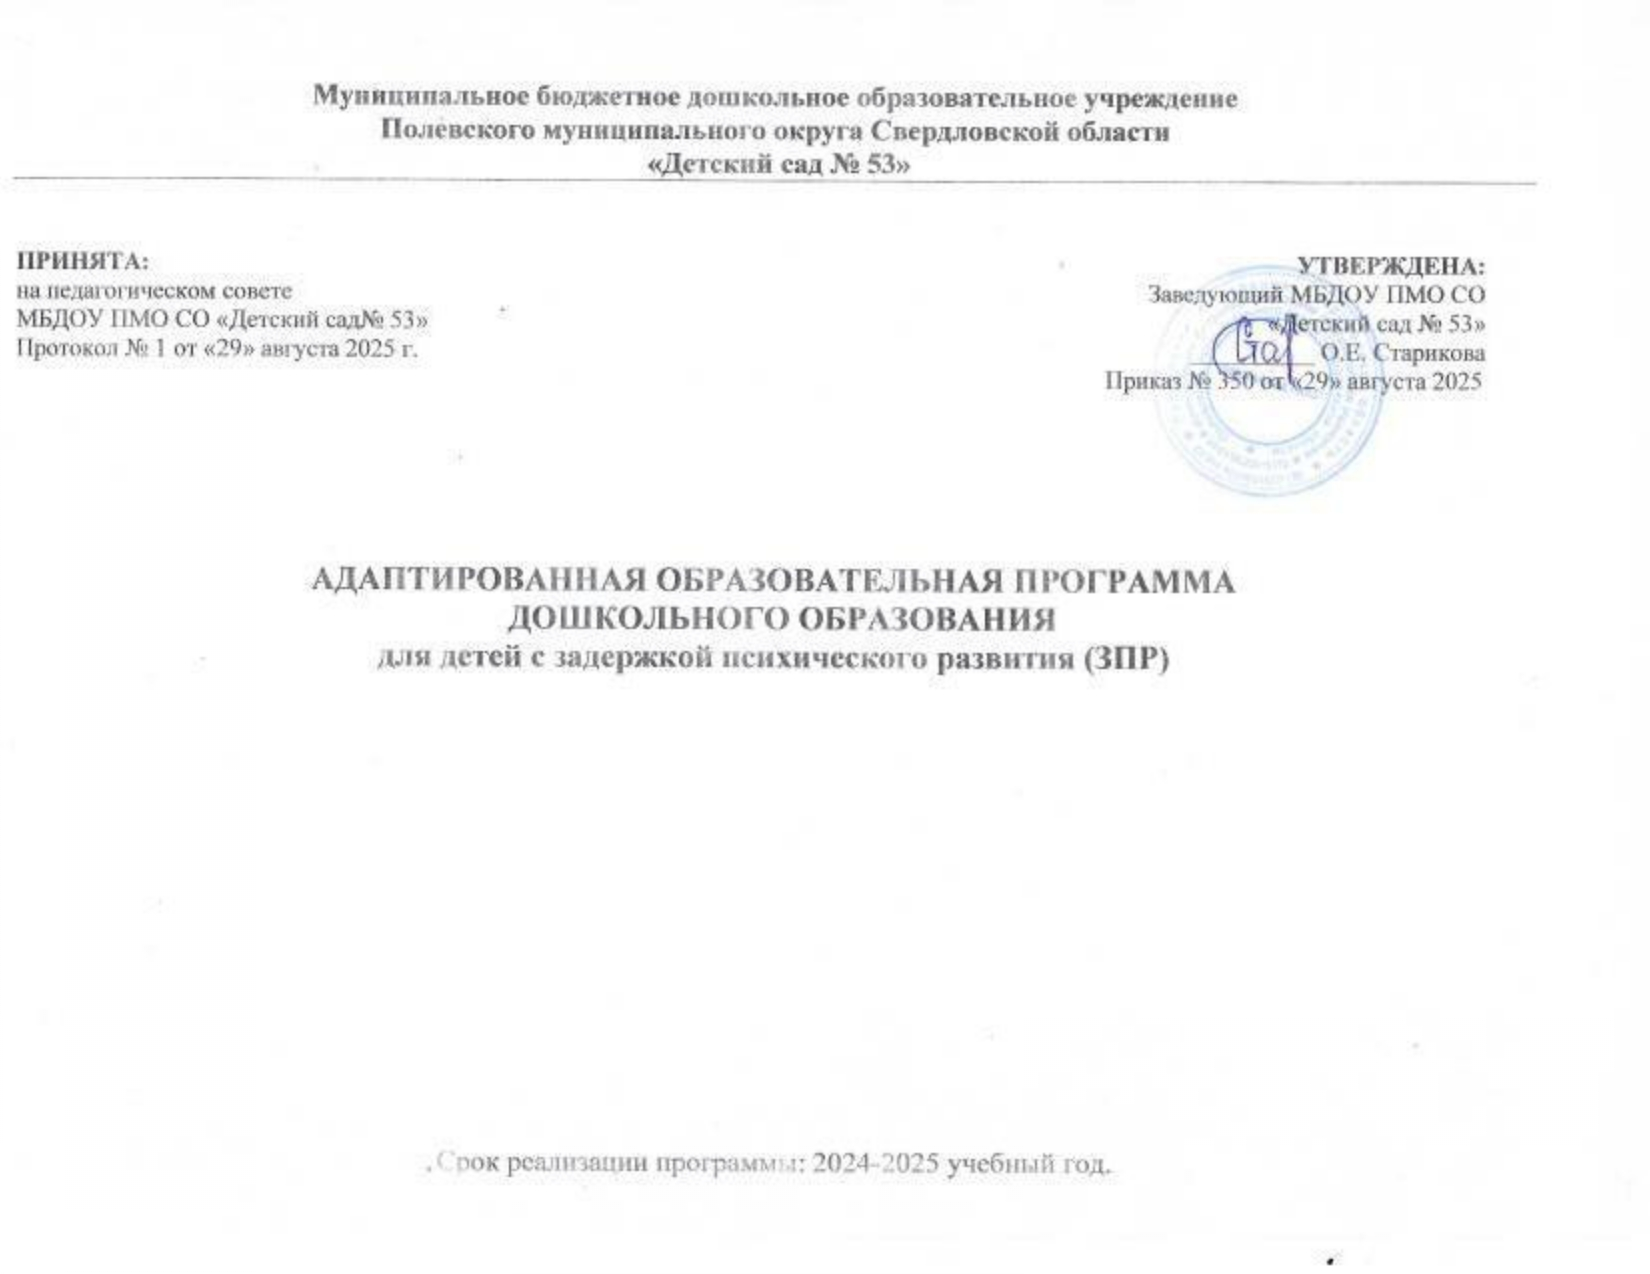 Муниципальное бюджетное дошкольное образовательное учреждение
Полевского муниципального округа Свердловской области
«Детский сад № 53»
ПРИНЯТА:
на педагогическом совете
МБДОУ ПМО СО «Детский сад№ 53»
Протокол № 1 от «29» августа 2025 г.
УТВЕРЖДЕНА:
Заведующий МБДОУ ПМО СО
«Детский сад № 53»
О.Е. Старикова
Приказ № 350 от «29» августа 2025
АДАПТИРОВАННАЯ ОБРАЗОВАТЕЛЬНАЯ ПРОГРАММА
ДОШКОЛЬНОГО ОБРАЗОВАНИЯ
для детей с задержкой психического развития (ЗПР)
Срок реализации программы: 2024-2025 учебный год.